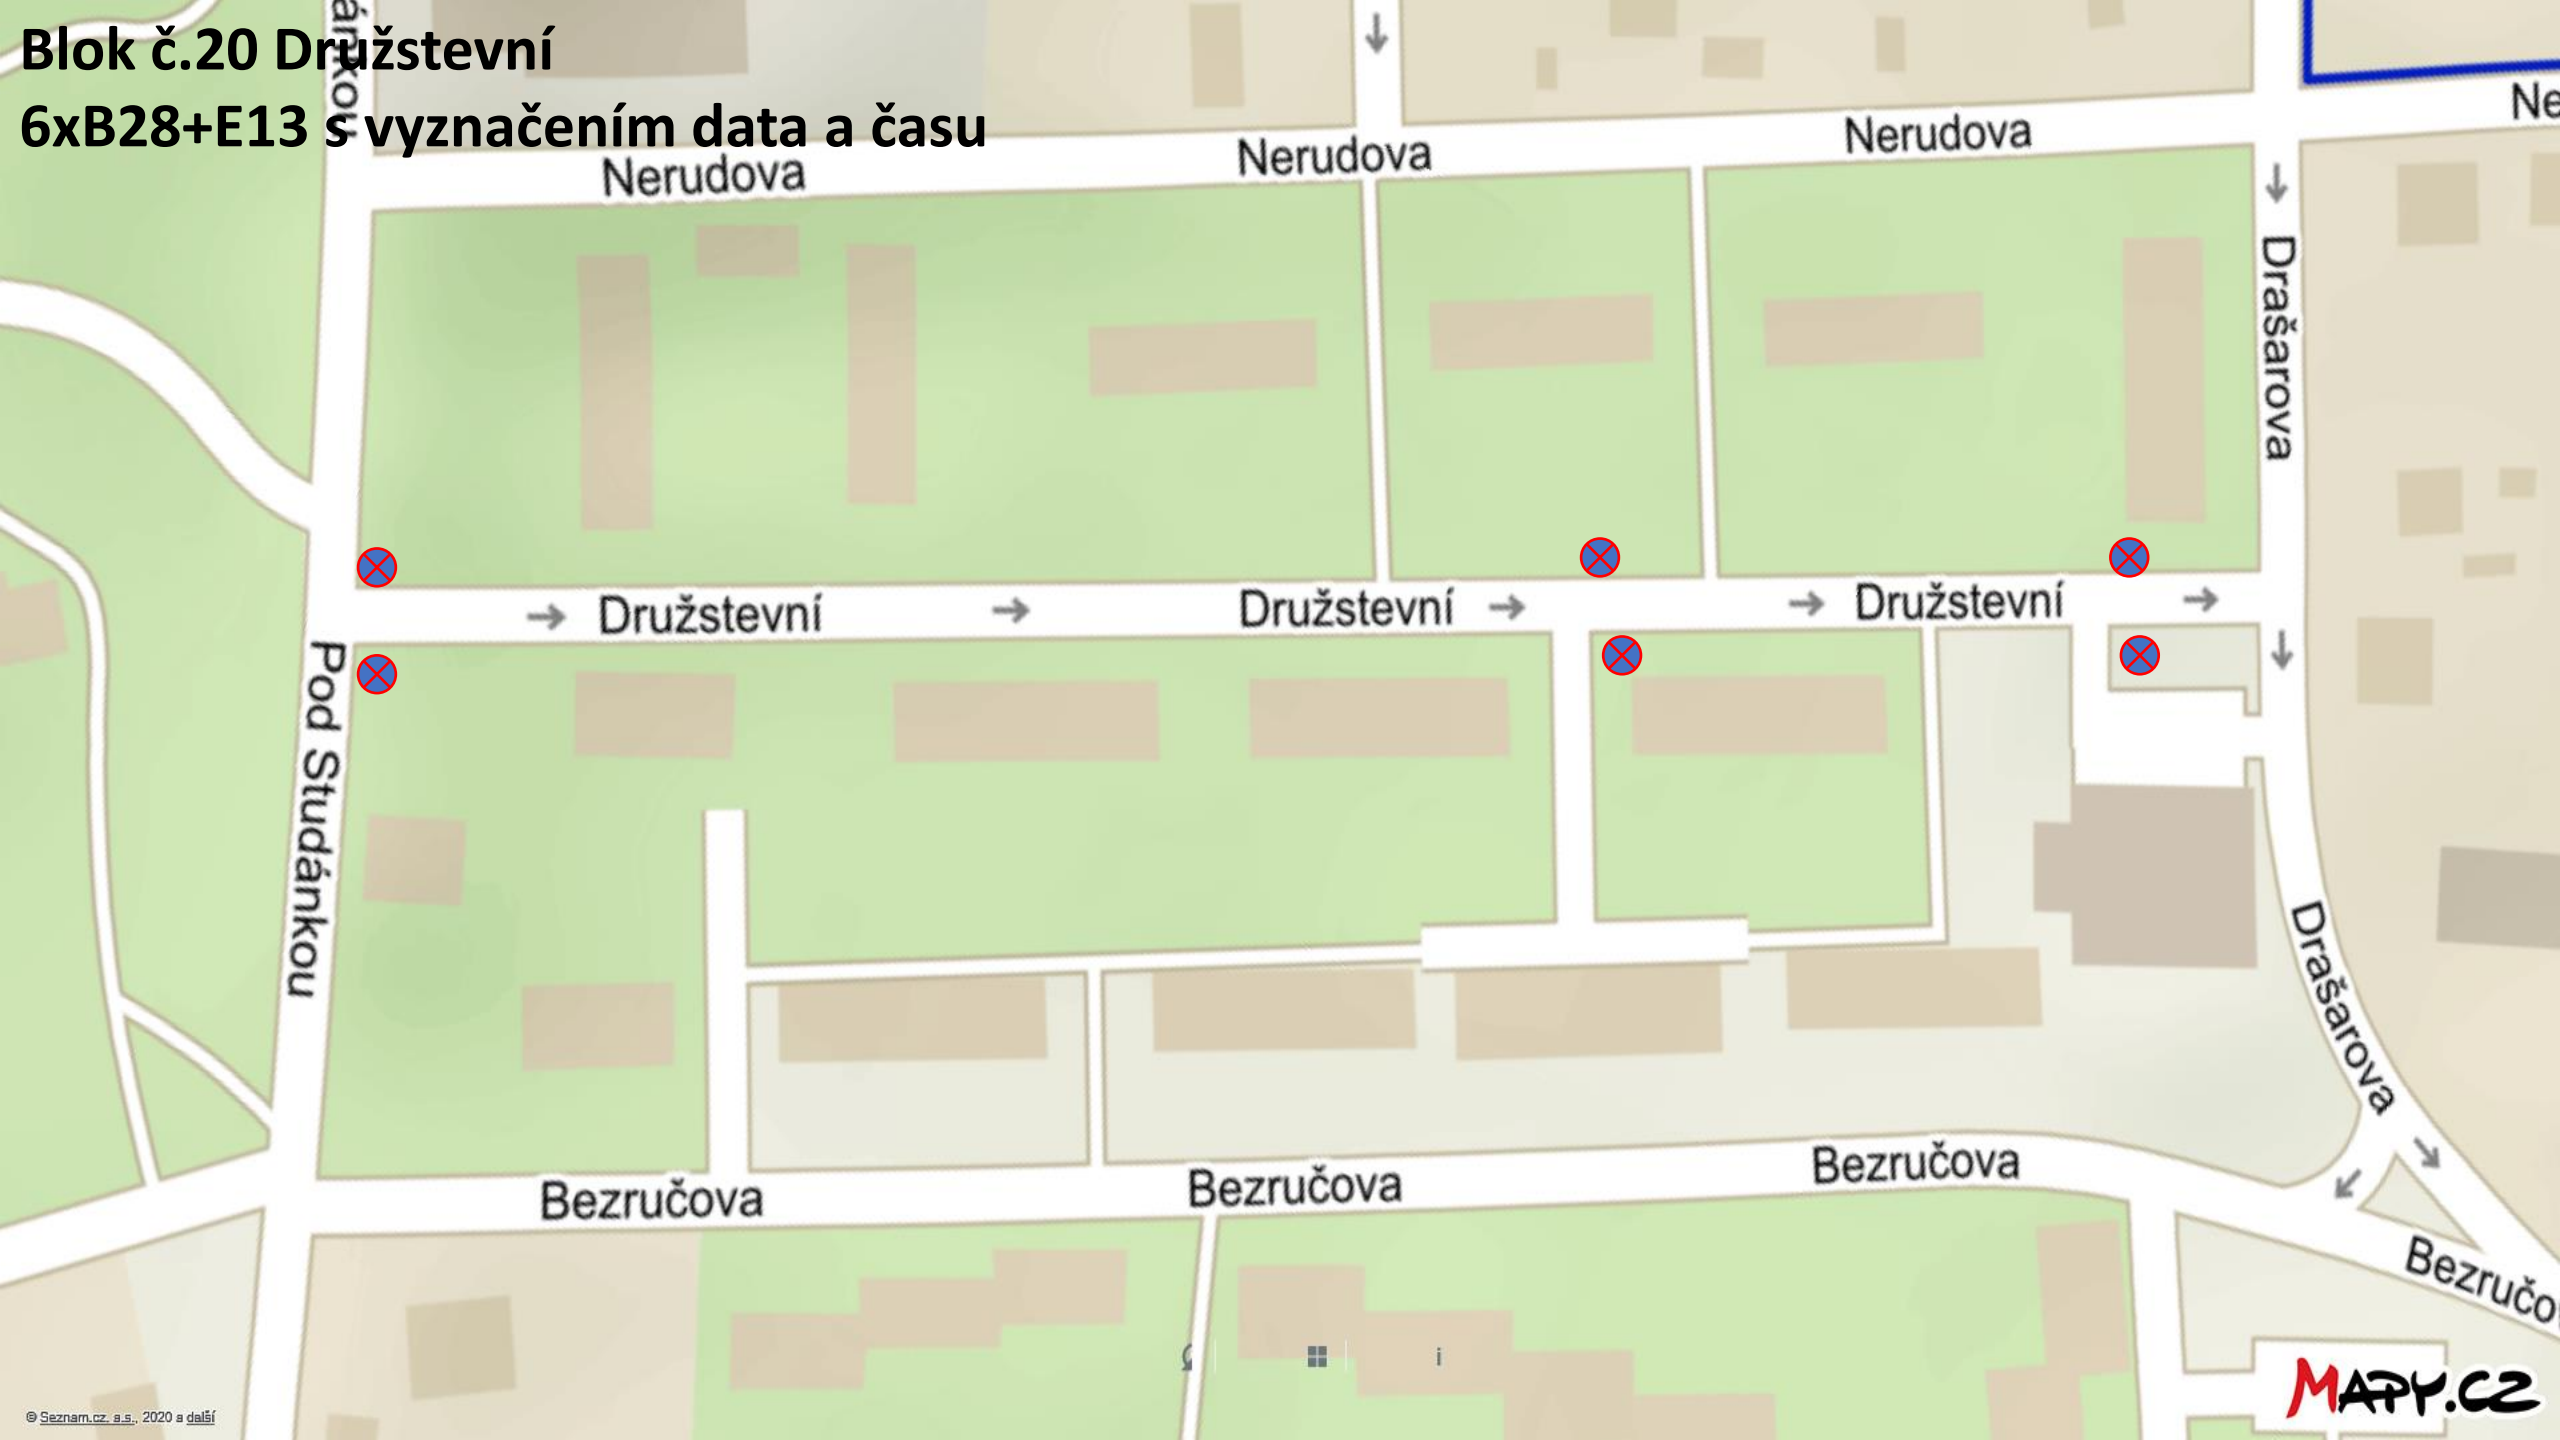 Blok č.20 Družstevní
6xB28+E13 s vyznačením data a času
ánkou
Ne
Nerudova
Nerudova
Nerudova
Drašarova
Družstevní
Družstevní
Družstevní
Pod Studánkou
Drašarova
Bezručova
Bezručova
Bezručova
Bezručo
i
© Seznam.cz, a.s., 2020 a další
MAPY.CZ